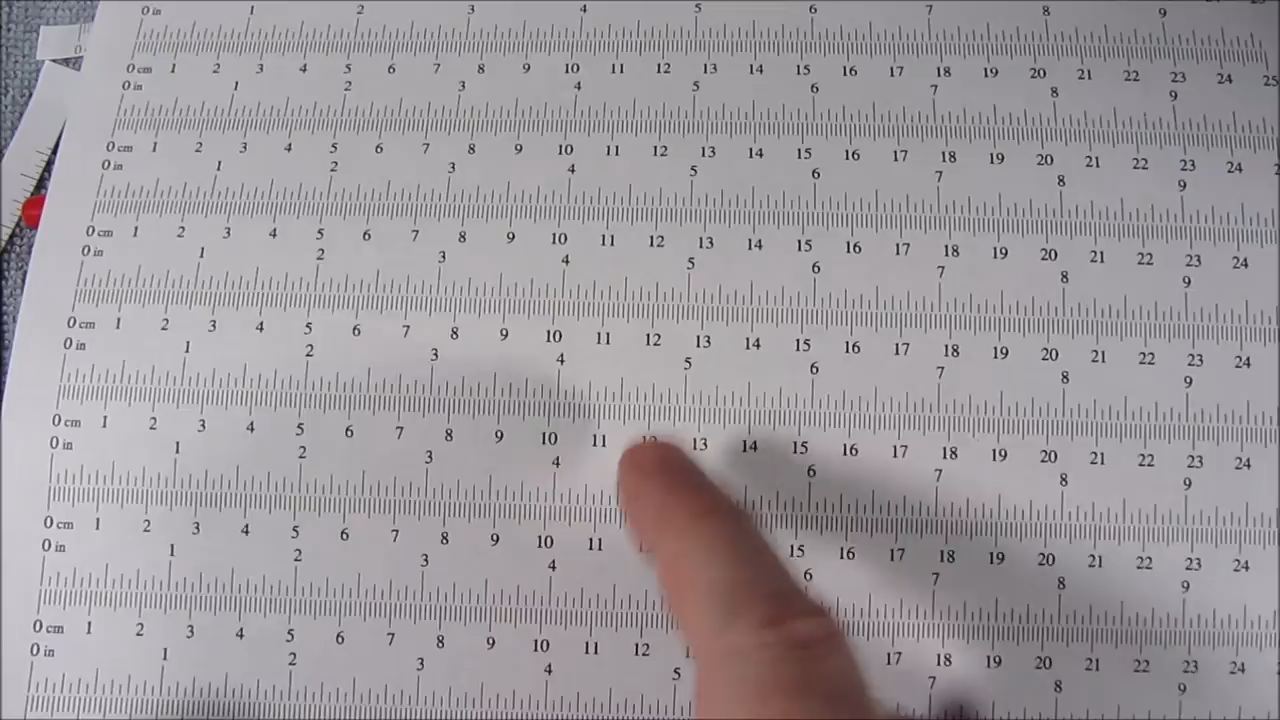 0 in 1 2 3 4 5 6 7 8 9
0 cm 1 2 3 4 5 6 7 8 9 10 11 12 13 14 15 16 17 18 19 20 21 22 23 24 25
0 in 1 2 3 4 5 6 7 8 9
0 cm 1 2 3 4 5 6 7 8 9 10 11 12 13 14 15 16 17 18 19 20 21 22 23 24
0 in 1 2 3 4 5 6 7 8 9
0 cm 1 2 3 4 5 6 7 8 9 10 11 12 13 14 15 16 17 18 19 20 21 22 23 24
0 in 1 2 3 4 5 6 7 8 9
0 cm 1 2 3 4 5 6 7 8 9 10 11 12 13 14 15 16 17 18 19 20 21 22 23 24
0 in 1 2 3 4 5 6 7 8 9
0 cm 1 2 3 4 5 6 7 8 9 10 11 12 13 14 15 16 17 18 19 20 21 22 23 24
0 in 1 2 3 4 6 7 8 9
0 cm 1 2 3 4 5 6 7 8 9 10 11 15 16 17 18 19 20 21 22 23 24
0 in 1 2 3 4 6 7 8 9
0 cm 1 2 3 4 5 6 7 8 9 10 11 12 17 18 19 20 21 22 23 24
0 in 1 2 3 4 5 7 8 9